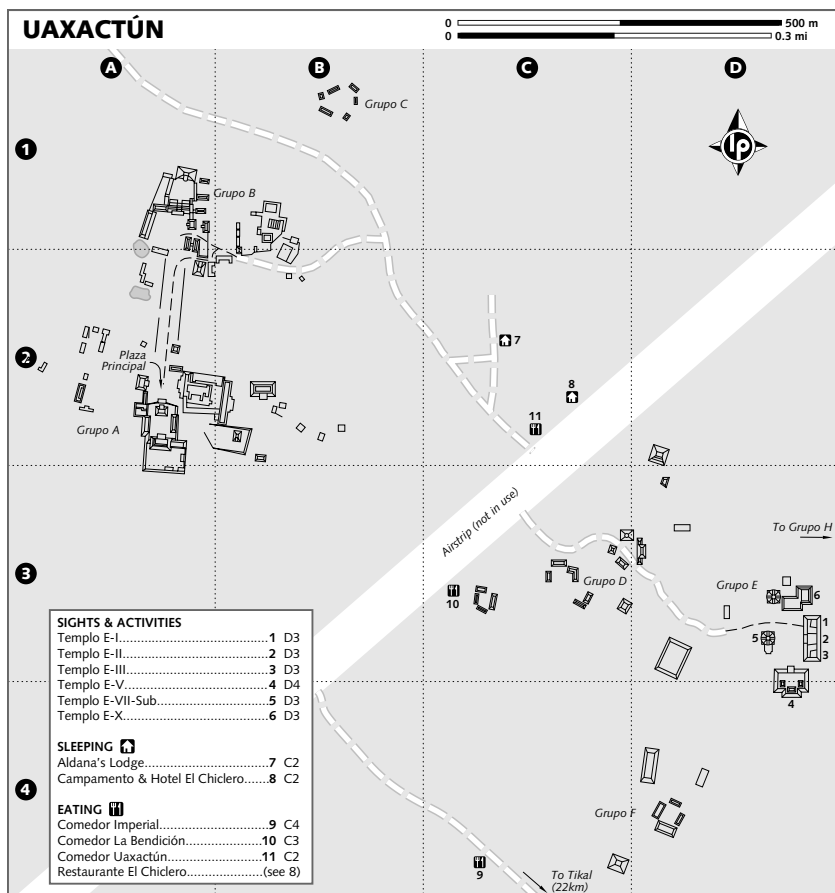 UAXACTÚN
0 500 m
0 0.3 mi
A B C D
Grupo C
1
Grupo B
7
2
Plaza
Principal
8
11
Grupo A
Airstrip (not in use)
To Grupo H
3
Grupo D
Grupo E
6
10
1
5 2
3
4
SIGHTS & ACTIVITIES
Templo E-I..............................1 D3
Templo E-II.............................2 D3
Templo E-III............................3 D3
Templo E-V.............................4 D4
Templo E-VII-Sub....................5 D3
Templo E-X.............................6 D3
SLEEPING
Aldana's Lodge.......................7 C2
Campamento & Hotel El Chiclero......8 C2
EATING
Comedor Imperial...................9 C4
Comedor La Bendición...........10 C3
Comedor Uaxactún...............11 C2
Restaurante El Chiclero.................(see 8)
4
Grupo F
9
To Tikal
(22km)
lp